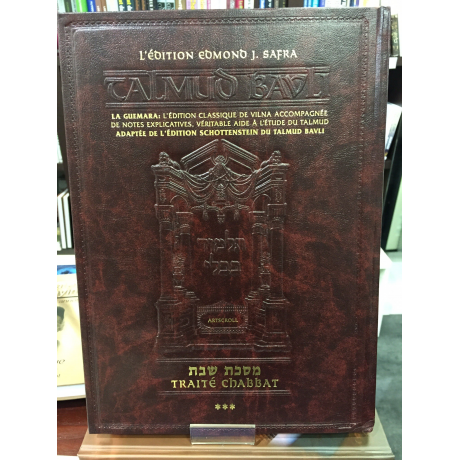 L'ÉDITION EDMOND J. SAFRA
TALMUD BAVLI
LA GUEMARA: L'ÉDITION CLASSIQUE DE VILNA ACCOMPAGNÉE
DE NOTES EXPLICATIVES, VÉRITABLE AIDE À L'ÉTUDE DU TALMUD
ADAPTÉE DE L'ÉDITION SCHOTTENSTEIN DU TALMUD BAVLI
תלמוד
בבלי
ARTSCROLL
מסכת שבת
TRAITÉ CHABBAT
***